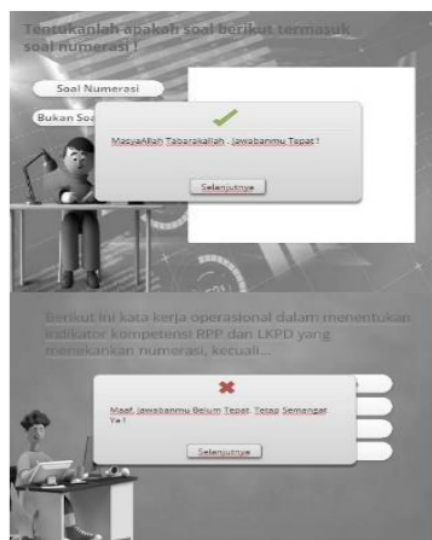 Tentukanlah apakah soal berikut termasuk
soal numerasi !
Soal Numerasi
Bukan Soa
MasyaAllah Tabarakallah . Jawabanmu Tepat !
Selanjutnya
Berikut ini kata kerja operasional dalam menentukan
indikator kompetensi RPP dan LKPD yang
menekankan numerasi, kecuali...
Maaf, Jawabanmu Belum Tepat. Tetap Semangat
Ya !
Selanjutnya